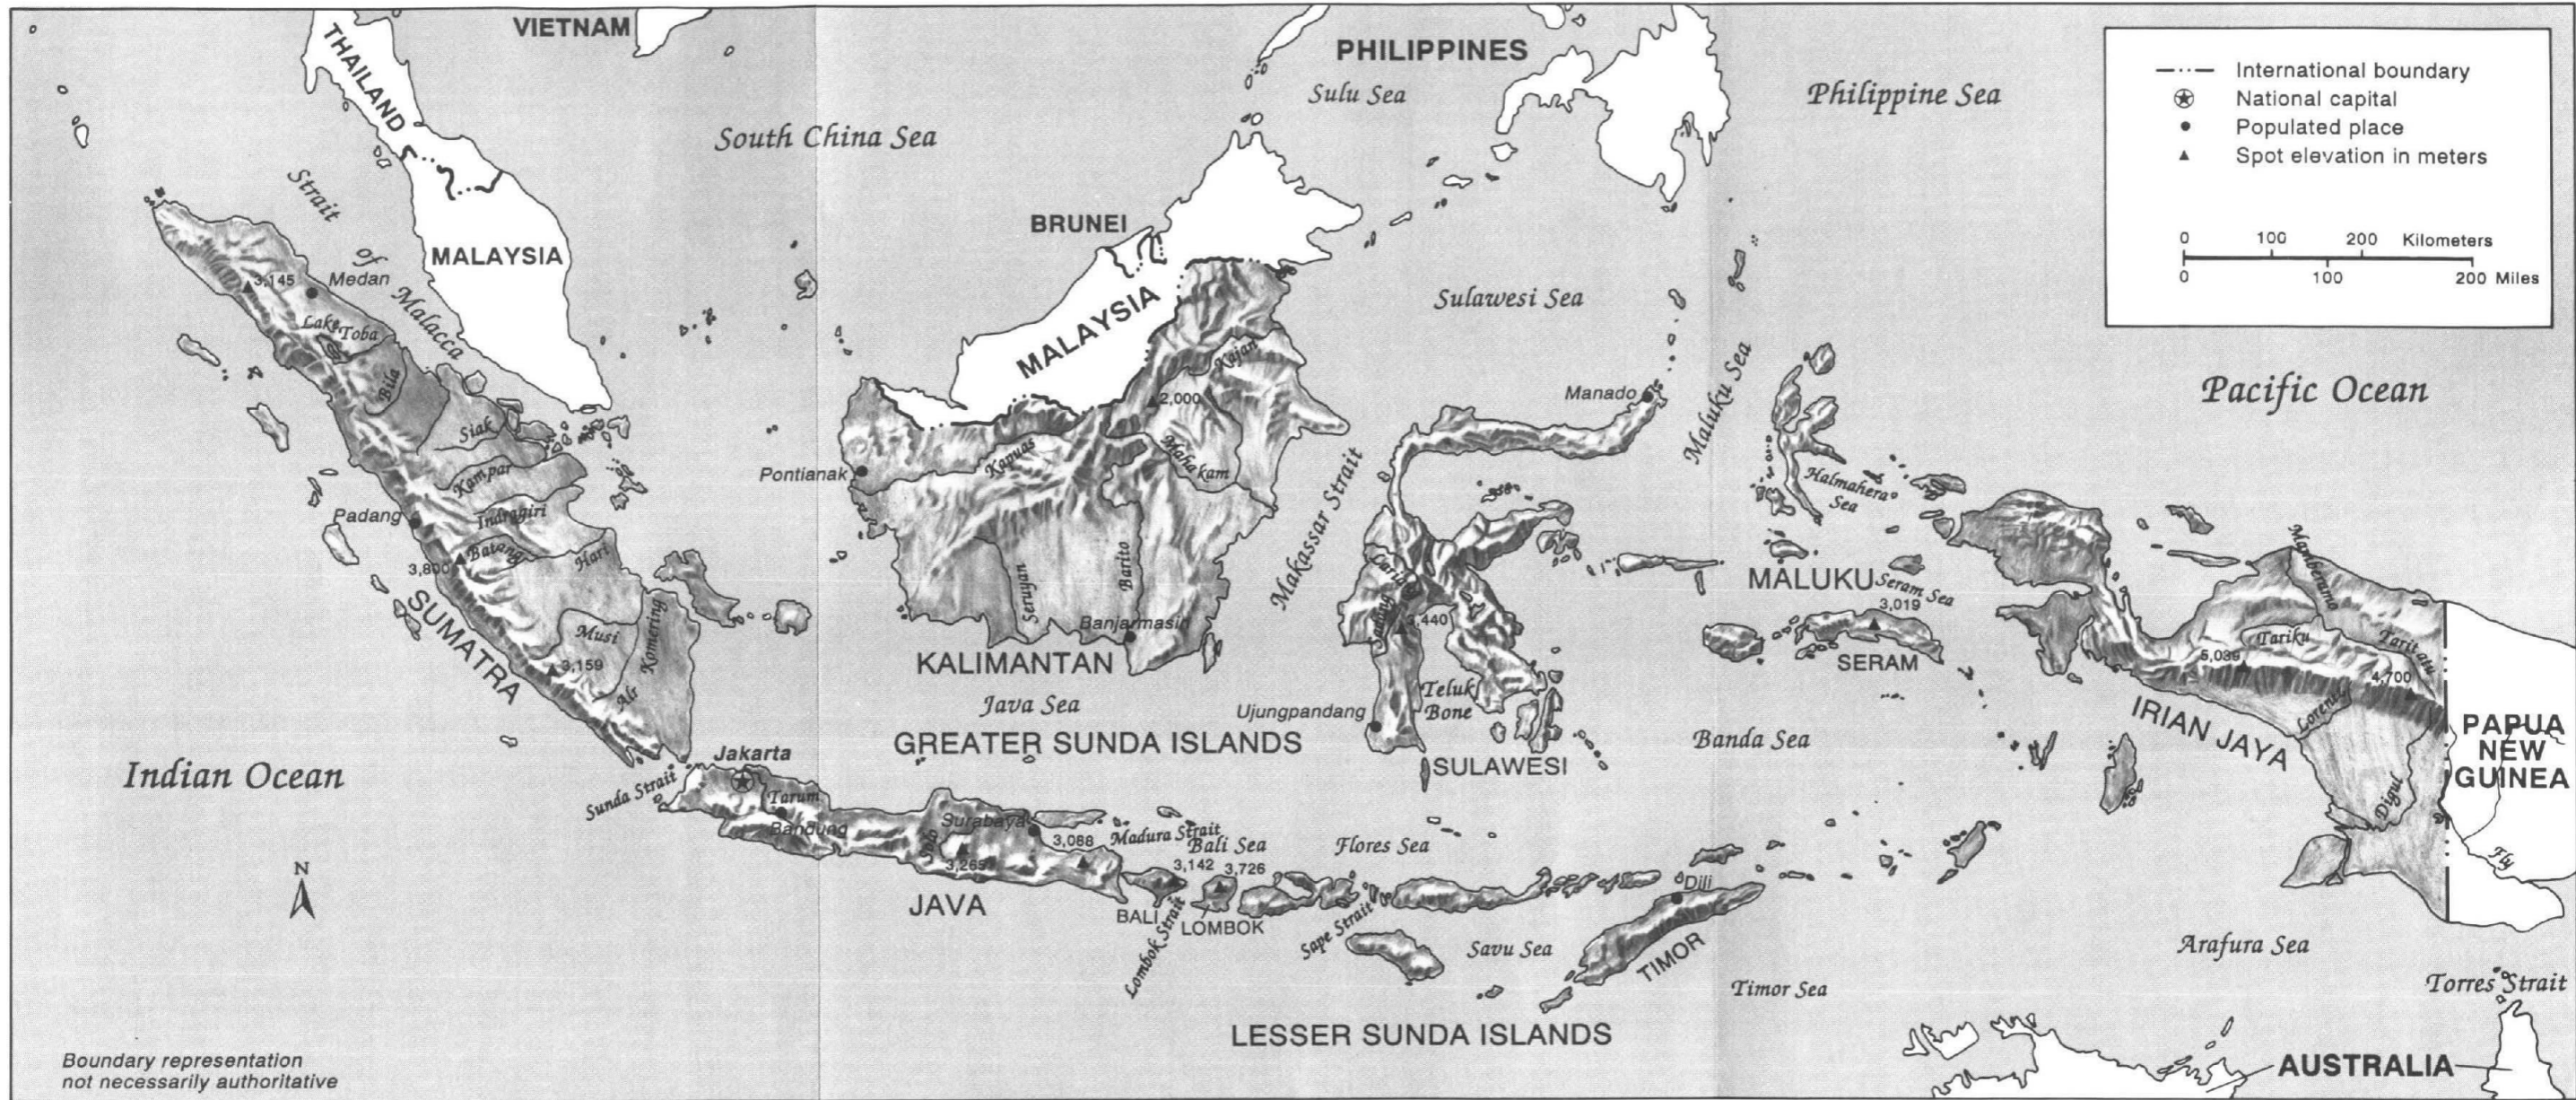 VIETNAM
THAILAND
PHILIPPINES
Sulu Sea
Philippine Sea
International boundary
National capital
Populated place
Spot elevation in meters
0 100 200 Kilometers
0 100 200 Miles
South China Sea
Strait of Malacca
MALAYSIA
BRUNEI
MALAYSIA
Sulawesi Sea
Maluku Sea
Pacific Ocean
3,145
Medan
Lake Toba
Bila
Siak
Kampar
Indragiri
Padang
Batang Hari
3,800
SUMATRA
Musi
Komering
3,159
Air
Kajan
2,000
Mahakam
Kapuas
Pontianak
Seruyan
Barito
Banjarmasin
KALIMANTAN
Makassar Strait
Manado
Halmahera Sea
MALUKU
Seram Sea
3,019
SERAM
3,440
Teluk Bone
Ujungpandang
SULAWESI
Java Sea
GREATER SUNDA ISLANDS
Banda Sea
Mamberamo
Tariku
Taritatu
5,039
4,700
Lorentz
IRIAN JAYA
Digul
PAPUA
NEW
GUINEA
Fly
Indian Ocean
Sunda Strait
Jakarta
Tarum
Bandung
Solo
Surabaya
3,265
3,088
Madura Strait
Bali Sea
3,142
3,726
JAVA
BALI
Lombok Strait
LOMBOK
Flores Sea
Sape Strait
Savu Sea
Dili
TIMOR
Timor Sea
Arafura Sea
Torres Strait
LESSER SUNDA ISLANDS
AUSTRALIA
N
Boundary representation
not necessarily authoritative